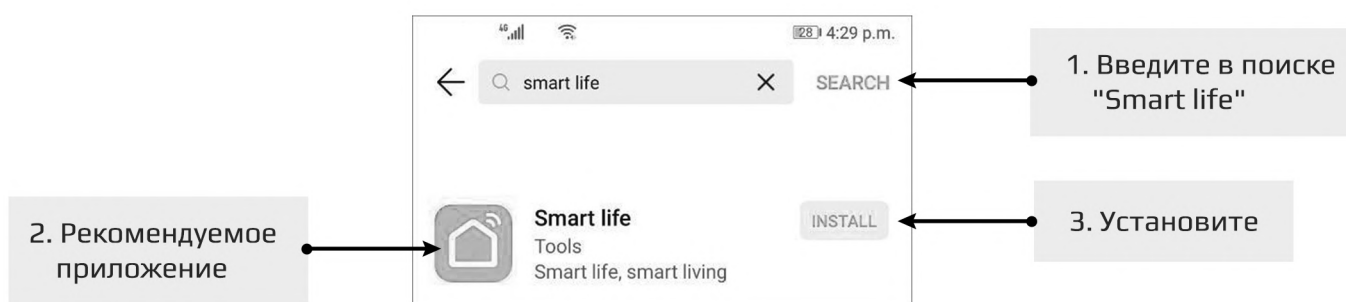 4G
28 4:29 p.m.
smart life
SEARCH
1. Введите в поиске
"Smart life"
2. Рекомендуемое
приложение
Smart life
Tools
Smart life, smart living
INSTALL
3. Установите